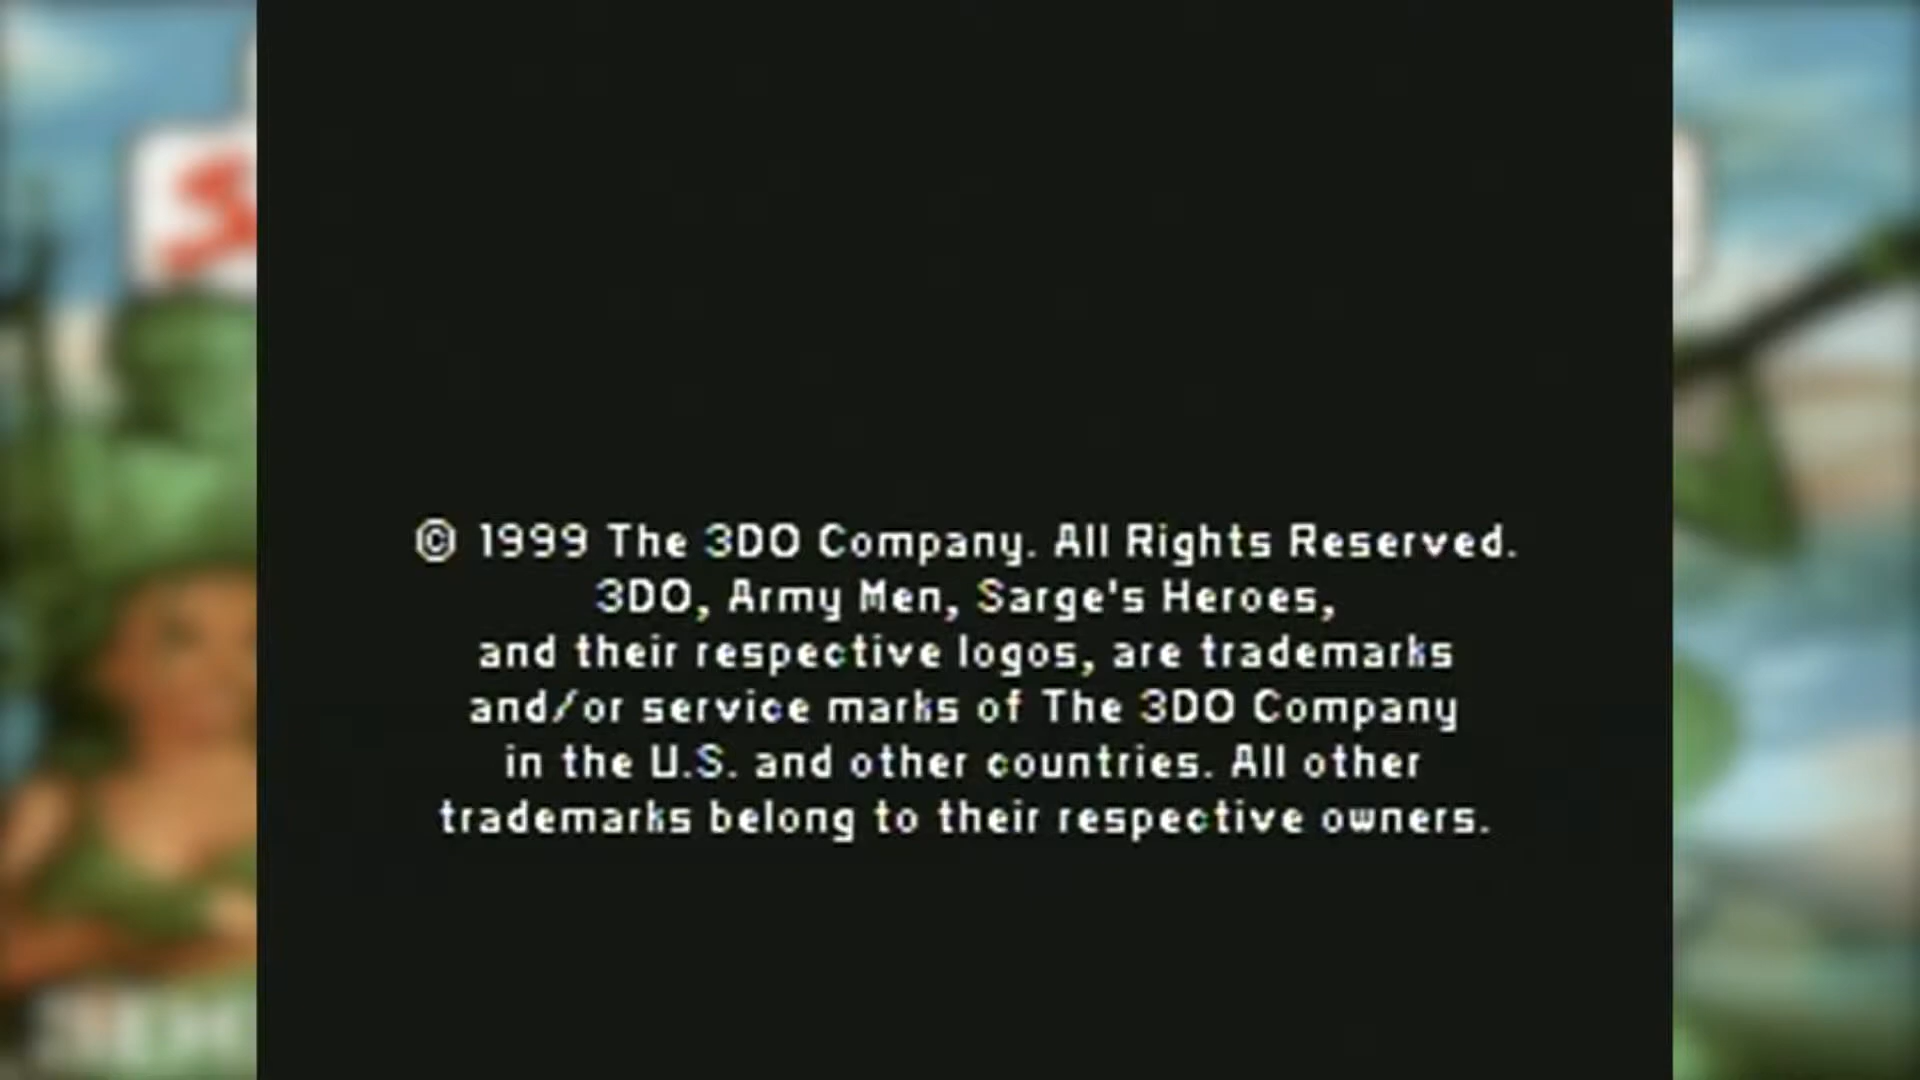 © 1999 The 3DO Company. All Rights Reserved.
3DO, Army Men, Sarge's Heroes,
and their respective logos, are trademarks
and/or service marks of The 3DO Company
in the U.S. and other countries. All other
trademarks belong to their respective owners.